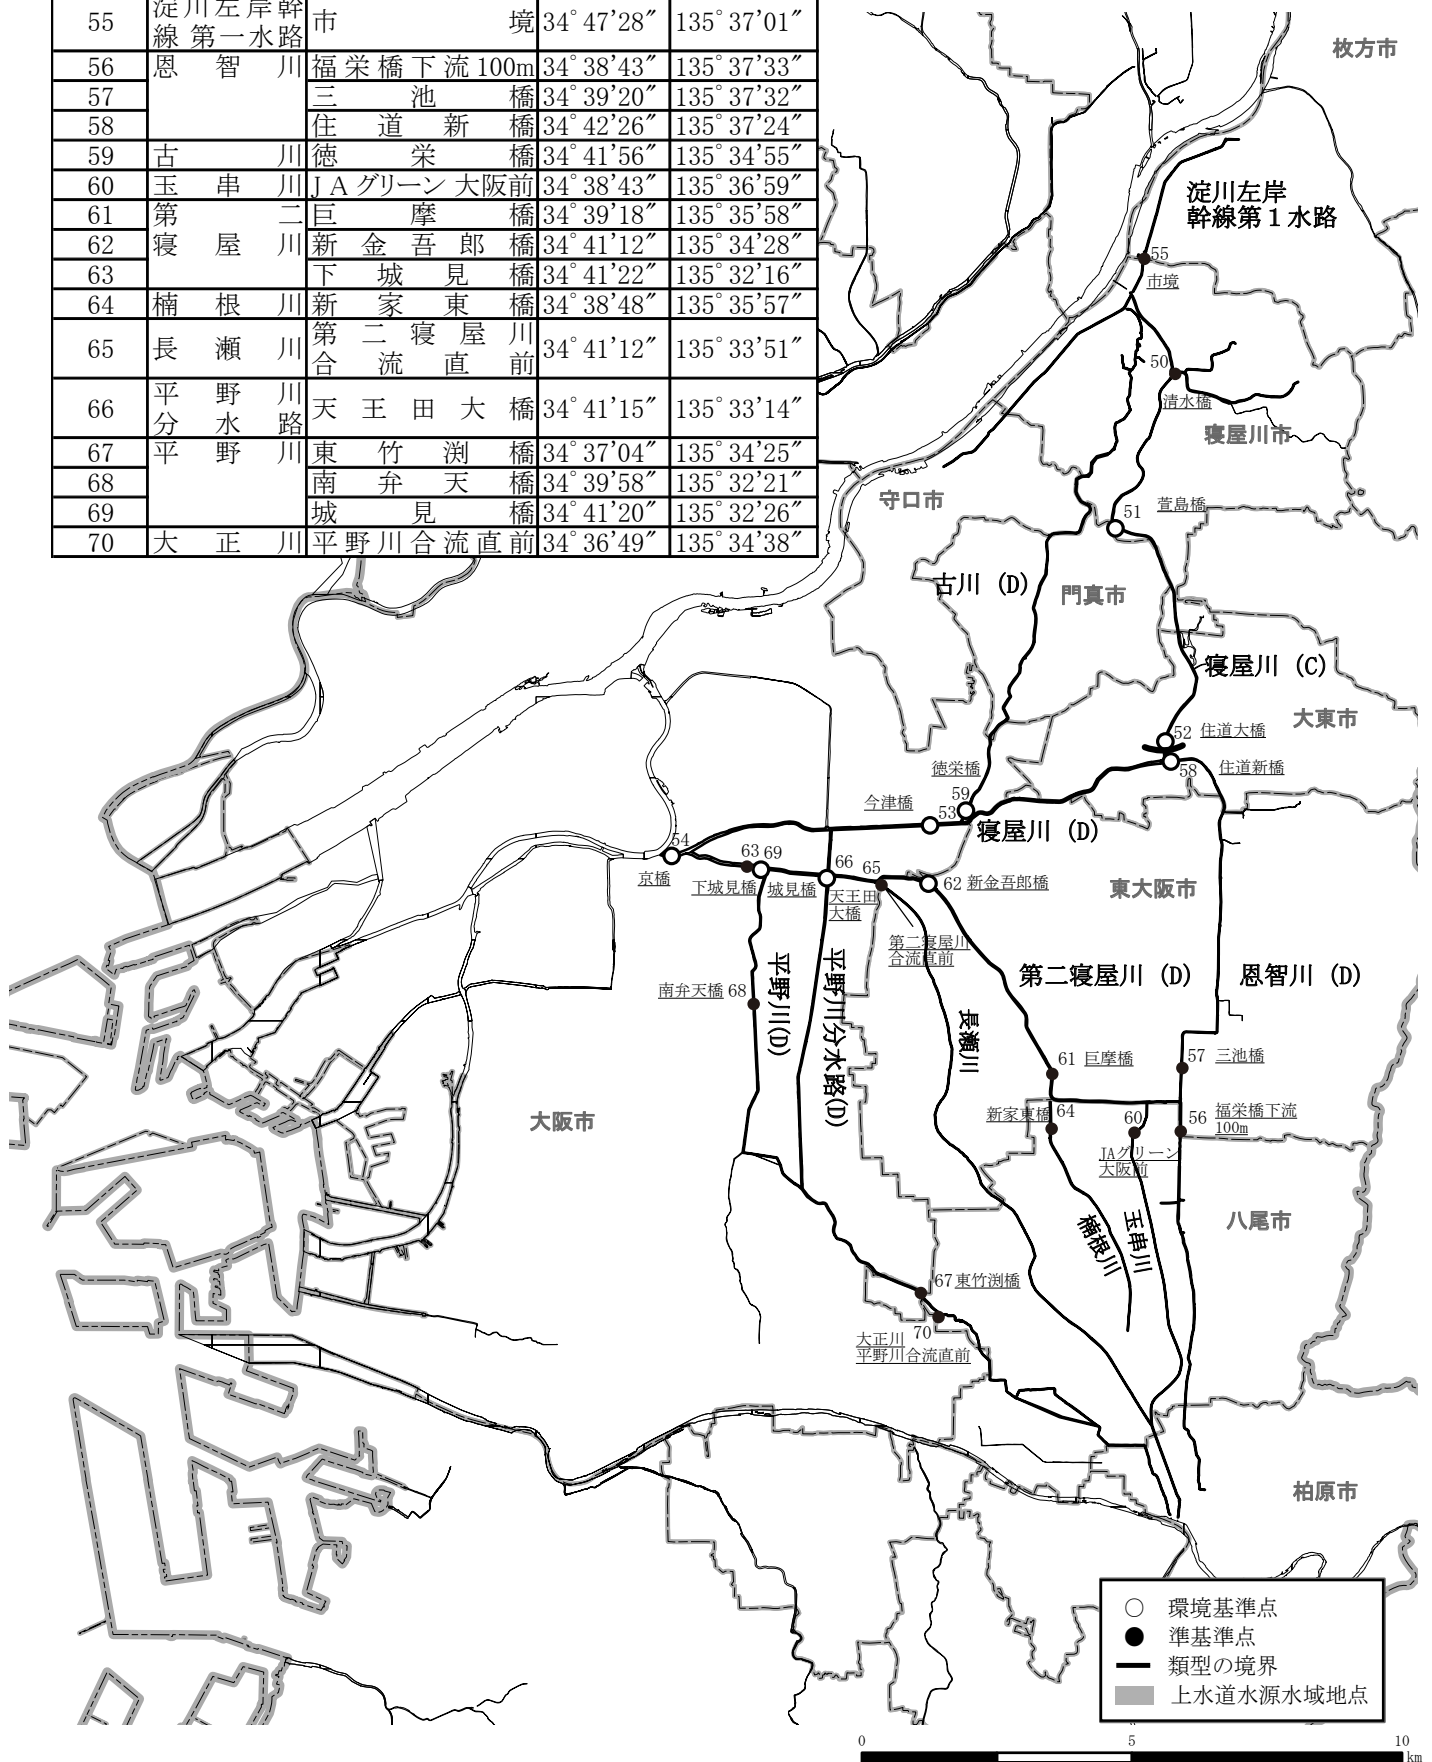 55 淀川左岸幹線第一水路 市境 34°47'28" 135°37'01"
56 恩智川 福栄橋下流100m 34°38'43" 135°37'33"
57 三池橋 34°39'20" 135°37'32"
58 住道新橋 34°42'26" 135°37'24"
59 古川 徳栄橋 34°41'56" 135°34'55"
60 玉串川 JAグリーン大阪前 34°38'43" 135°36'59"
61 第二 巨摩橋 34°39'18" 135°35'58"
62 寝屋川 新金吾郎橋 34°41'12" 135°34'28"
63 下城見橋 34°41'22" 135°32'16"
64 楠根川 新家東橋 34°38'48" 135°35'57"
65 長瀬川 第二寝屋川合流直前 34°41'12" 135°33'51"
66 平野川分水路 天王田大橋 34°41'15" 135°33'14"
67 平野川 東竹渕橋 34°37'04" 135°34'25"
68 南弁天橋 34°39'58" 135°32'21"
69 城見橋 34°41'20" 135°32'26"
70 大正川 平野川合流直前 34°36'49" 135°34'38"
枚方市
淀川左岸
幹線第1水路
55
市境
50
清水橋
寝屋川市
守口市
51
萱島橋
古川 (D)
門真市
寝屋川 (C)
大東市
52 住道大橋
58 住道新橋
徳栄橋
59
今津橋
53
寝屋川 (D)
54
京橋
63
下城見橋
69
城見橋
66
天王田
大橋
65
第二寝屋川
合流直前
62 新金吾郎橋
東大阪市
第二寝屋川 (D)
恩智川 (D)
南弁天橋 68
平野川(D)
平野川分水路(D)
長瀬川
61 巨摩橋
57 三池橋
新家東橋 64
60
JAグリーン
大阪前
56 福栄橋下流
100m
大阪市
楠根川
玉串川
八尾市
67 東竹渕橋
70
大正川
平野川合流直前
柏原市
○ 環境基準点
● 準基準点
類型の境界
上水道水源水域地点
0 5 10
km